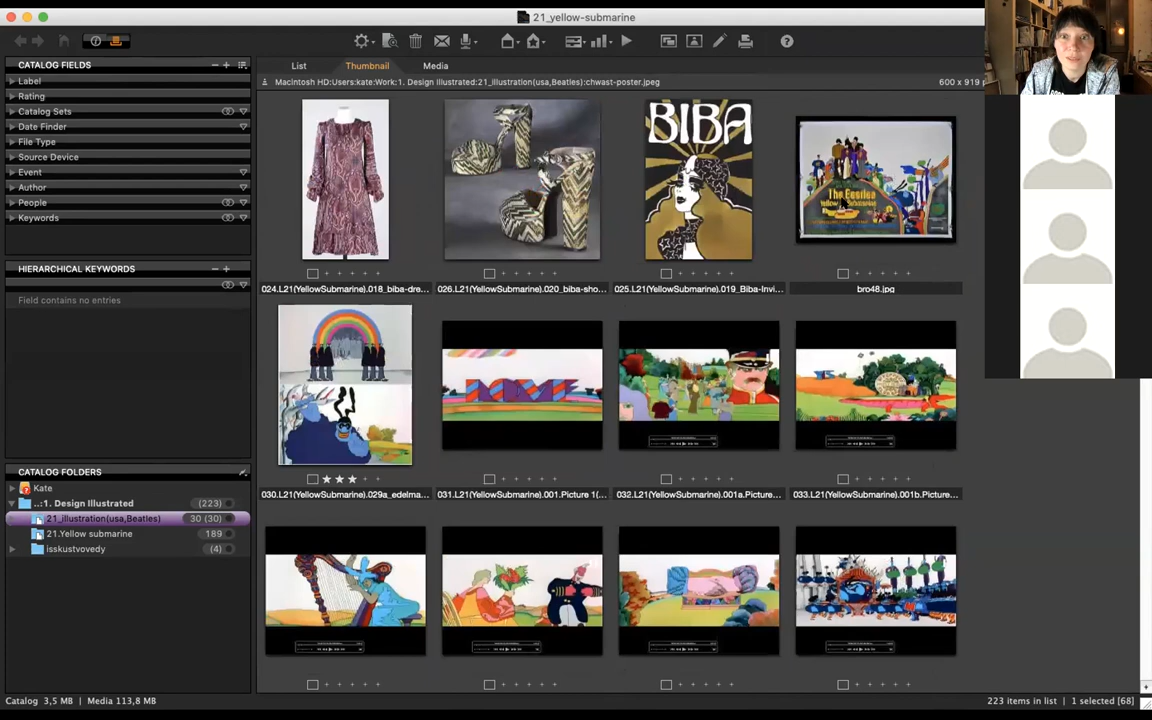 21_yellow-submarine
CATALOG FIELDS
Label
Rating
Catalog Sets
Date Finder
File Type
Source Device
Event
Author
People
Keywords
HIERARCHICAL KEYWORDS
Field contains no entries
CATALOG FOLDERS
Kate
..:1. Design Illustrated (223)
21_illustration(usa,Beatles) 30 (30)
21.Yellow submarine 189
isskustvovedy (4)
Catalog 3,5 MB | Media 113,8 MB
List Thumbnail Media
Macintosh HD:Users:kate:Work:1. Design Illustrated:21_illustration(usa,Beatles):chwast-poster.jpeg 600 x 919
BIBA
The Beatles
Yellow Submarine
024.L21(YellowSubmarine).018_biba-dre... 026.L21(YellowSubmarine).020_biba-sho... 025.L21(YellowSubmarine).019_Biba-Invi... bro48.jpg
030.L21(YellowSubmarine).029a_edelma... 031.L21(YellowSubmarine).001.Picture 1(... 032.L21(YellowSubmarine).001a.Picture... 033.L21(YellowSubmarine).001b.Picture...
223 items in list | 1 selected [68]